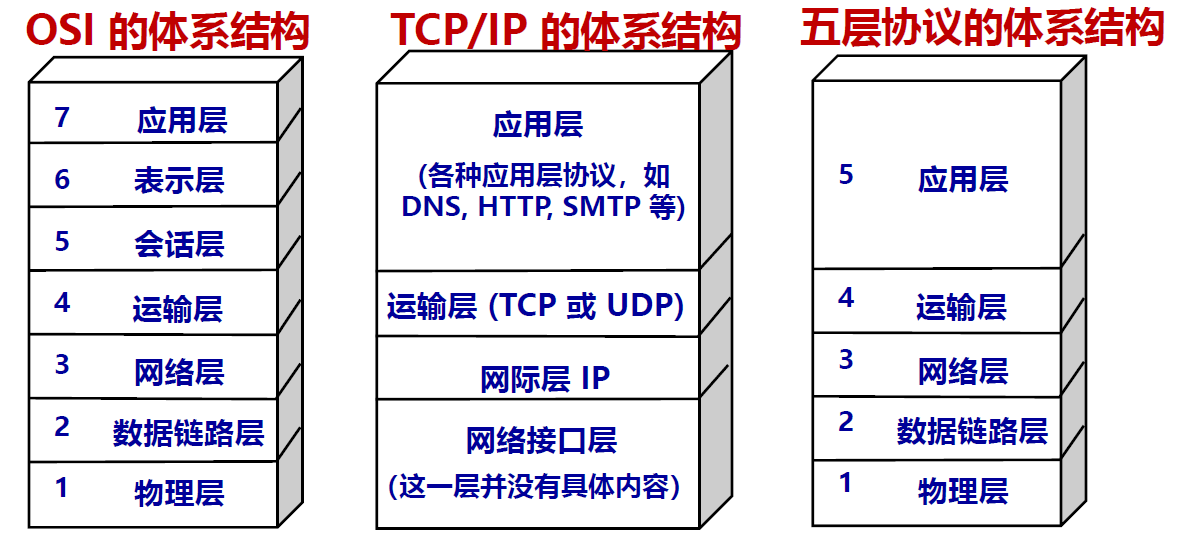 OSI 的体系结构
7 应用层
6 表示层
5 会话层
4 运输层
3 网络层
2 数据链路层
1 物理层
TCP/IP 的体系结构
应用层
(各种应用层协议，如
DNS, HTTP, SMTP 等)
运输层 (TCP 或 UDP)
网际层 IP
网络接口层
（这一层并没有具体内容）
五层协议的体系结构
5 应用层
4 运输层
3 网络层
2 数据链路层
1 物理层